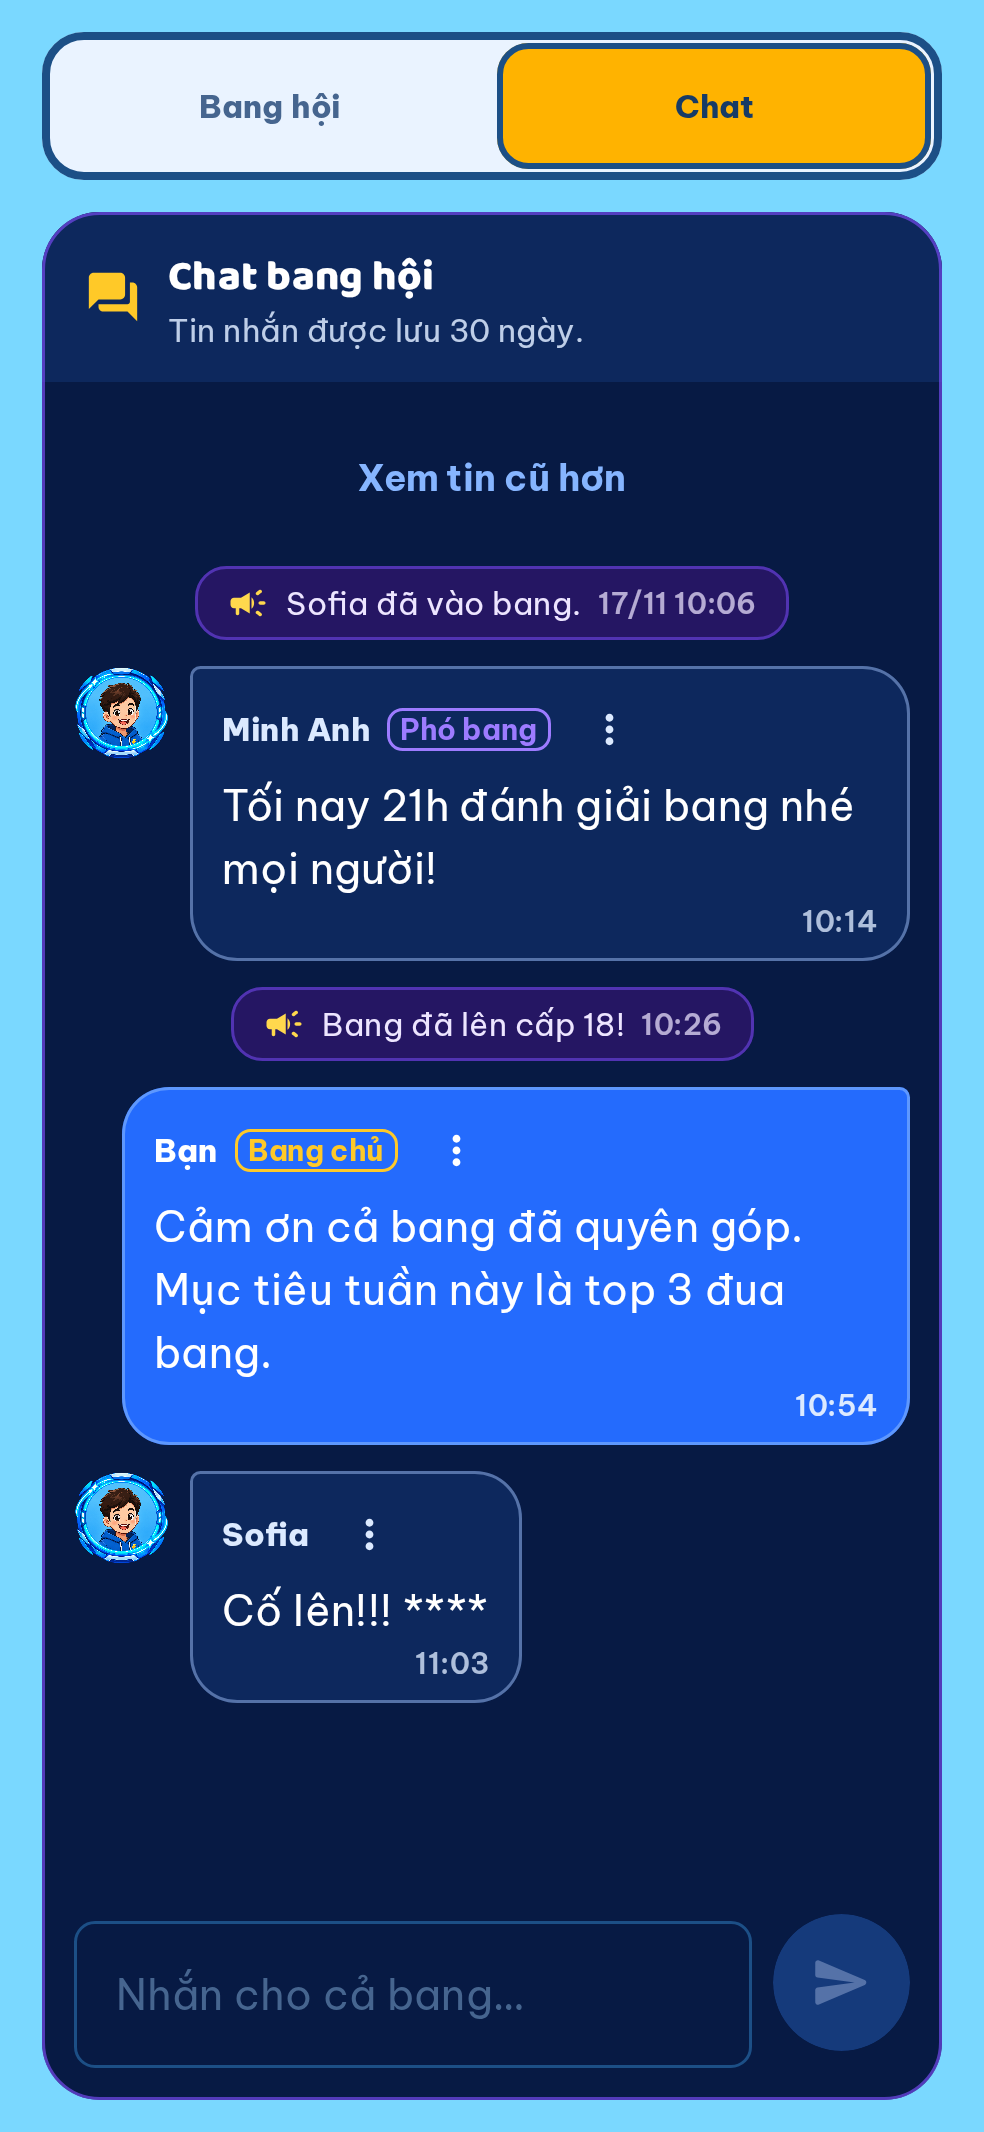 Bang hội
Chat
Chat bang hội
Tin nhắn được lưu 30 ngày.
Xem tin cũ hơn
Sofia đã vào bang. 17/11 10:06
Minh Anh Phó bang
Tối nay 21h đánh giải bang nhé
mọi người!
10:14
Bang đã lên cấp 18! 10:26
Bạn Bang chủ
Cảm ơn cả bang đã quyên góp.
Mục tiêu tuần này là top 3 đua
bang.
10:54
Sofia
Cố lên!!! ****
11:03
Nhắn cho cả bang...